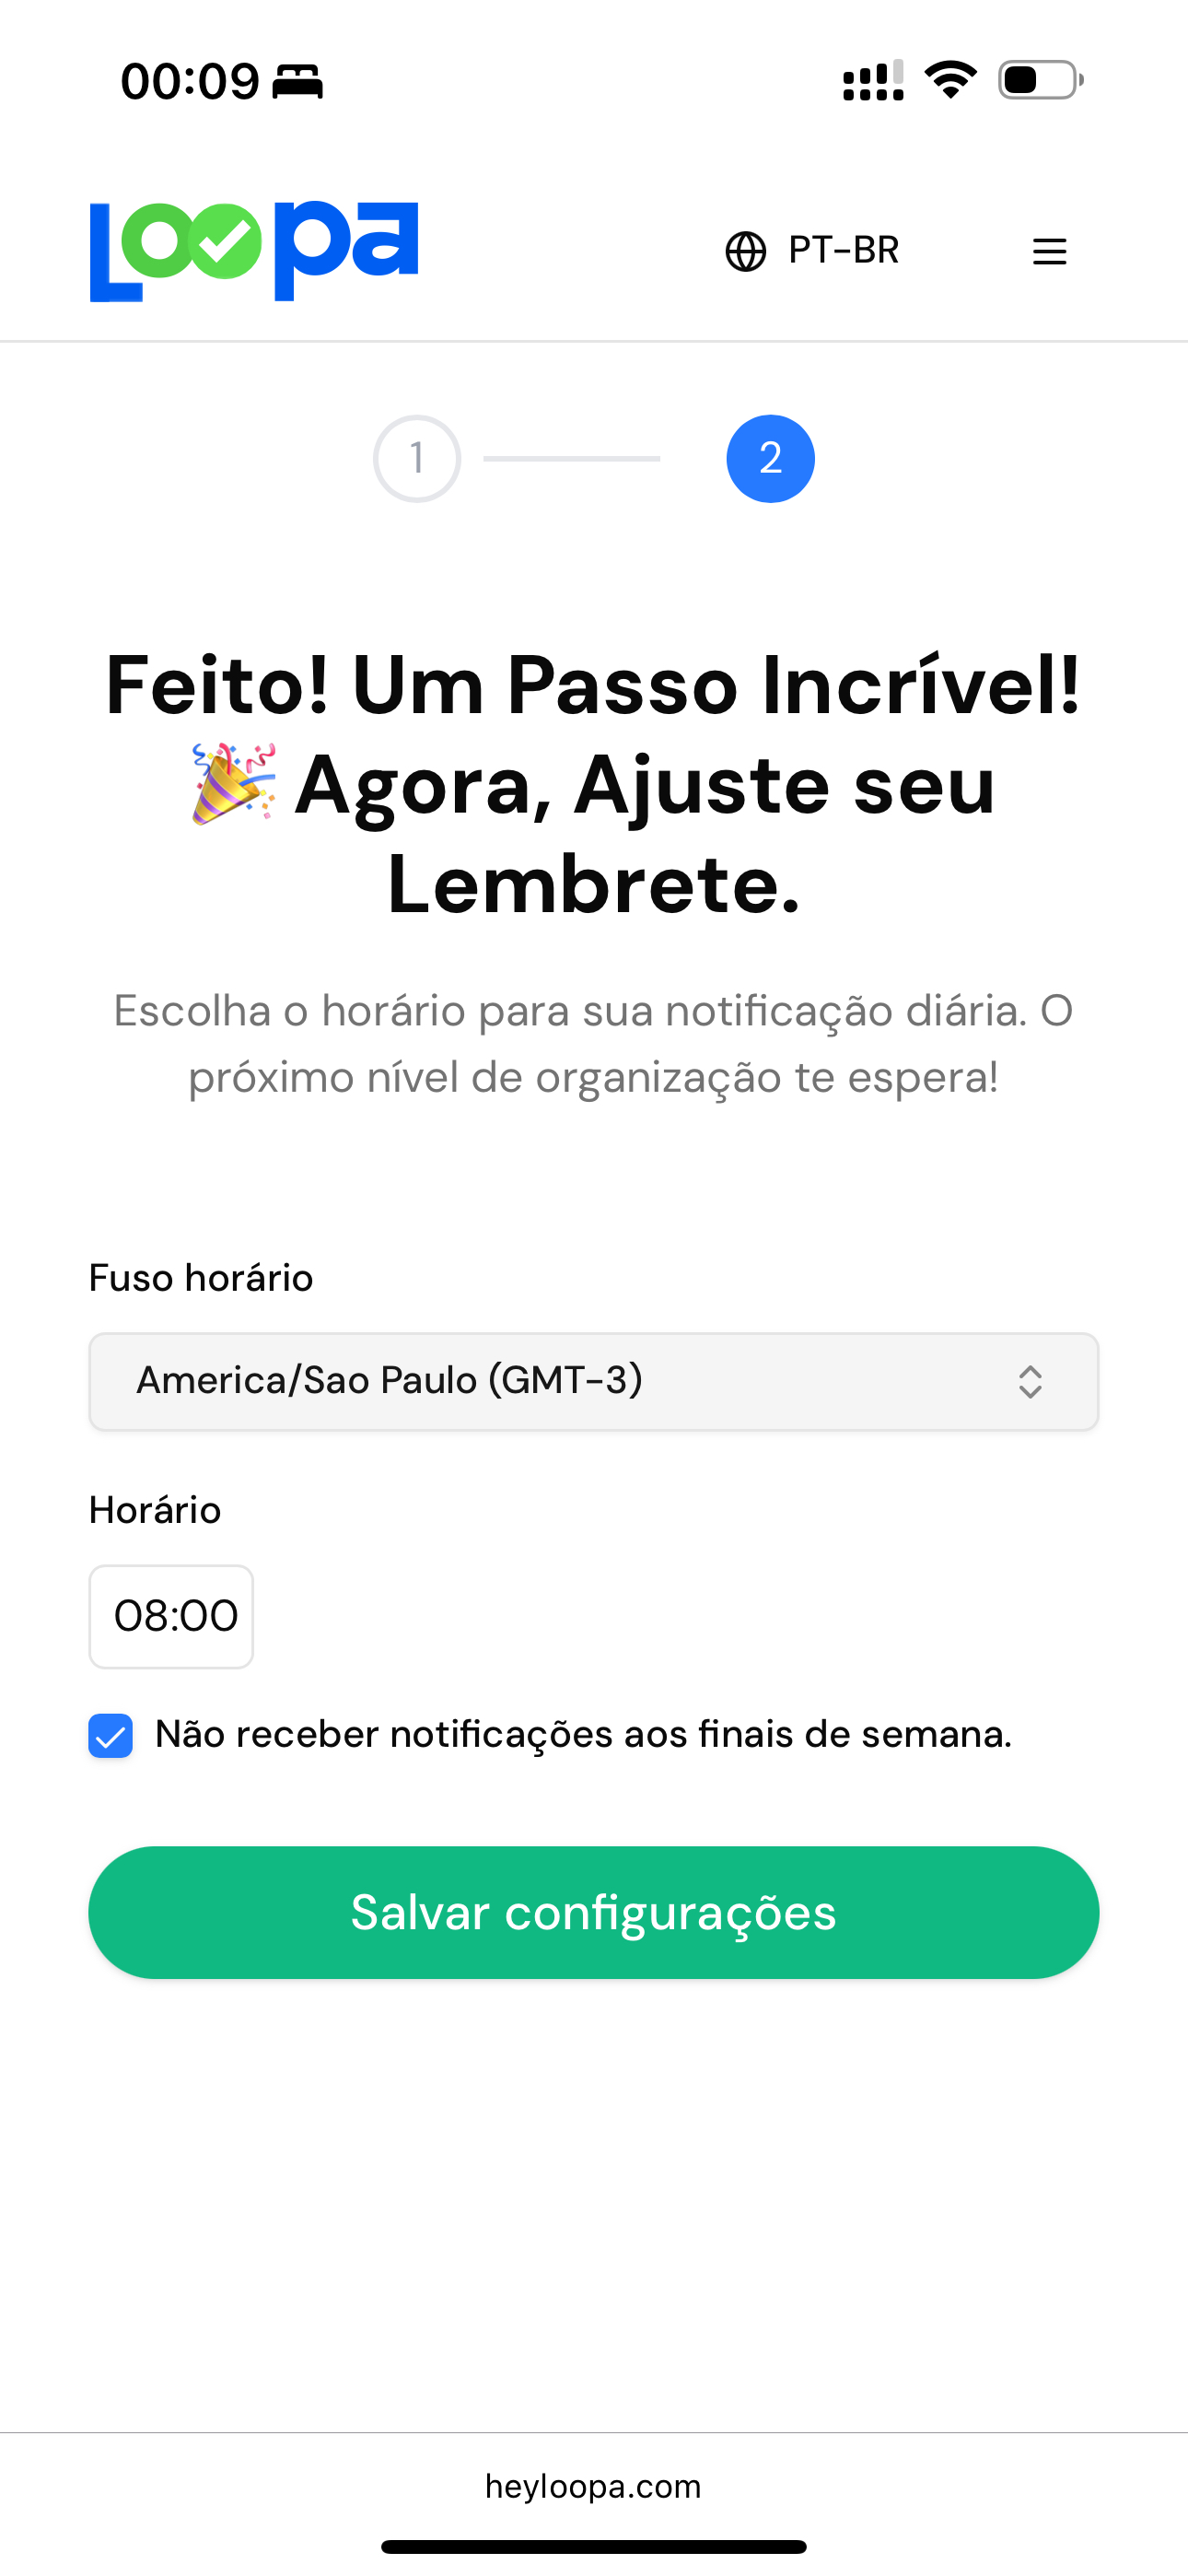 00:09
Loopa
PT-BR
1
2
Feito! Um Passo Incrível!
🎉 Agora, Ajuste seu
Lembrete.
Escolha o horário para sua notificação diária. O
próximo nível de organização te espera!
Fuso horário
America/Sao Paulo (GMT-3)
Horário
08:00
Não receber notificações aos finais de semana.
Salvar configurações
heyloopa.com